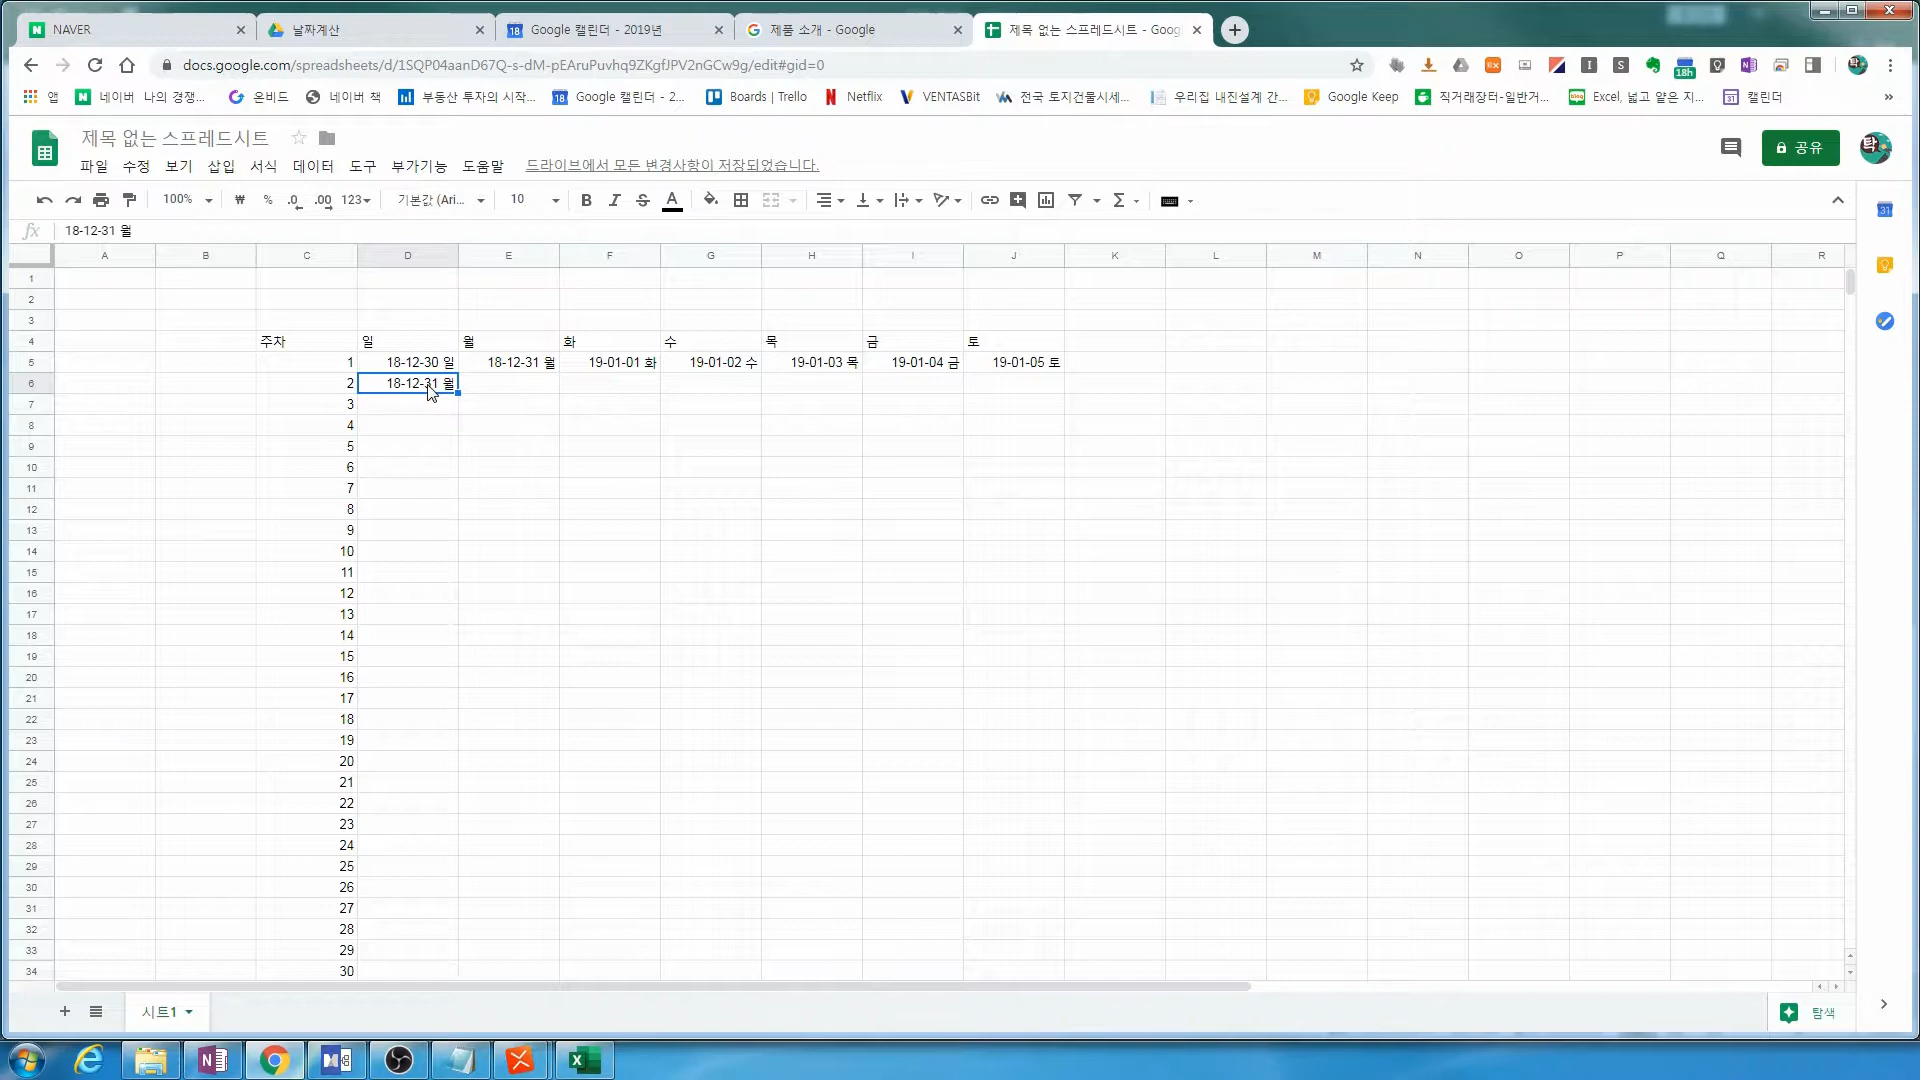 NAVER
날짜계산
Google 캘린더 - 2019년
제품 소개 - Google
제목 없는 스프레드시트 - Goog
docs.google.com/spreadsheets/d/1SQP04aanD67Q-s-dM-pEAruPuvhq9ZKgfJPV2nGCw9g/edit#gid=0
18h
앱
네이버 나의 경쟁...
온비드
네이버 책
부동산 투자의 시작...
Google 캘린더 - 2...
Boards | Trello
Netflix
VENTASBit
전국 토지건물시세...
우리집 내진설계 간...
Google Keep
직거래장터-일반거...
Excel, 넓고 얕은 지...
캘린더
제목 없는 스프레드시트
파일 수정 보기 삽입 서식 데이터 도구 부가기능 도움말 드라이브에서 모든 변경사항이 저장되었습니다.
공유
100% ₩ % .0 .00 123 기본값 (Ari... 10 B I S A Σ
fx 18-12-31 월
A B C D E F G H I J K L M N O P Q R
1
2
3
4 주차 일 월 화 수 목 금 토
5 1 18-12-30 일 18-12-31 월 19-01-01 화 19-01-02 수 19-01-03 목 19-01-04 금 19-01-05 토
6 2 18-12-31 월
7 3
8 4
9 5
10 6
11 7
12 8
13 9
14 10
15 11
16 12
17 13
18 14
19 15
20 16
21 17
22 18
23 19
24 20
25 21
26 22
27 23
28 24
29 25
30 26
31 27
32 28
33 29
34 30
시트1
탐색